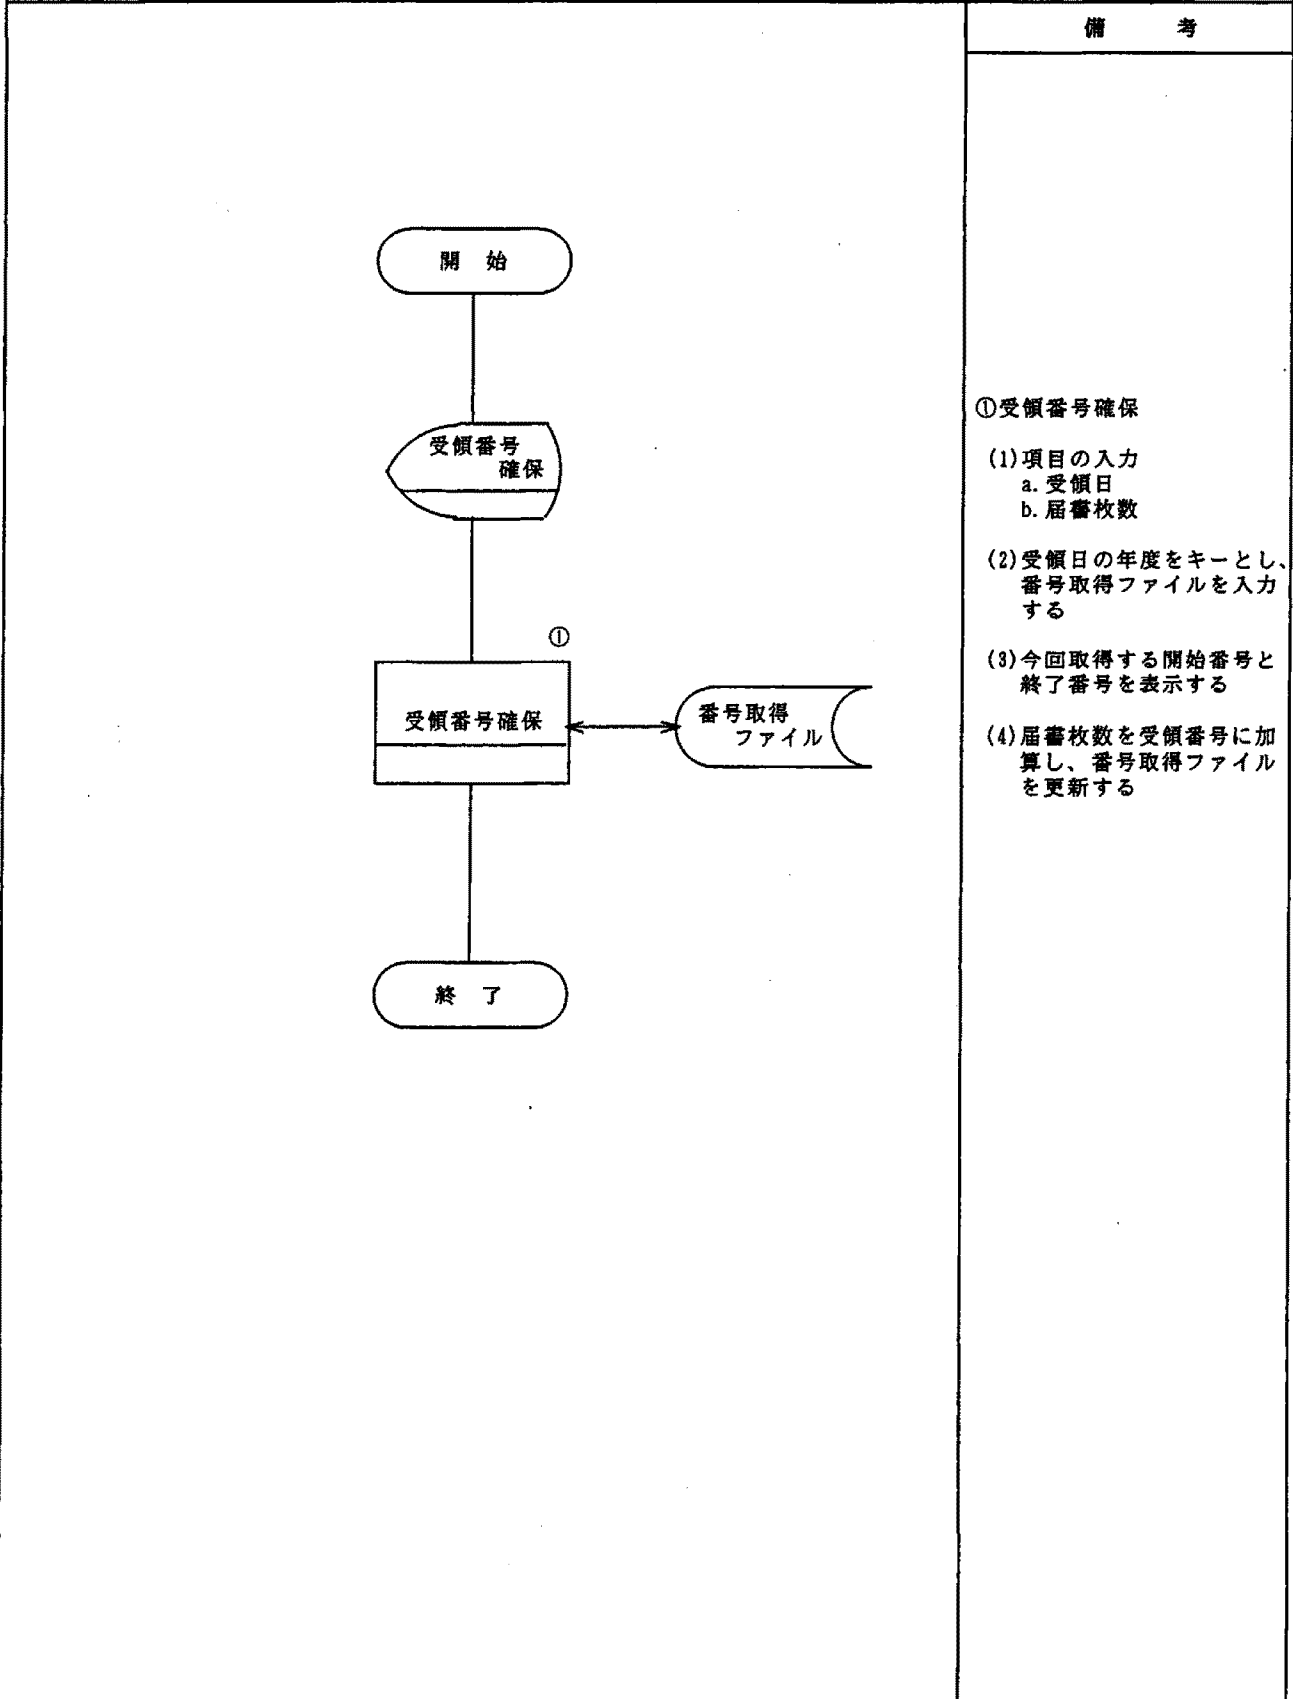 備 考
開 始
受領番号
確保
①
受領番号確保
番号取得
ファイル
終 了
①受領番号確保
(1)項目の入力
a.受領日
b.届書枚数
(2)受領日の年度をキーとし、
番号取得ファイルを入力
する
(3)今回取得する開始番号と
終了番号を表示する
(4)届書枚数を受領番号に加
算し、番号取得ファイル
を更新する